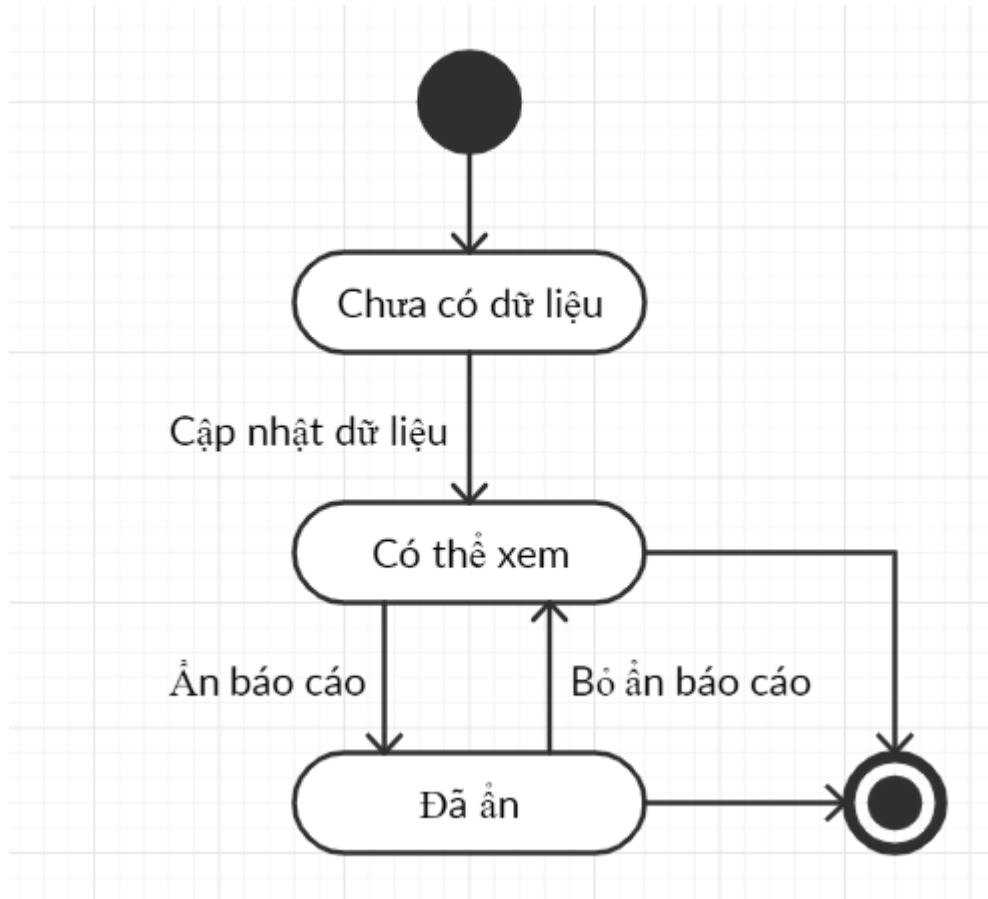 Chưa có dữ liệu
Cập nhật dữ liệu
Có thể xem
Ẩn báo cáo
Bỏ ẩn báo cáo
Đã ẩn